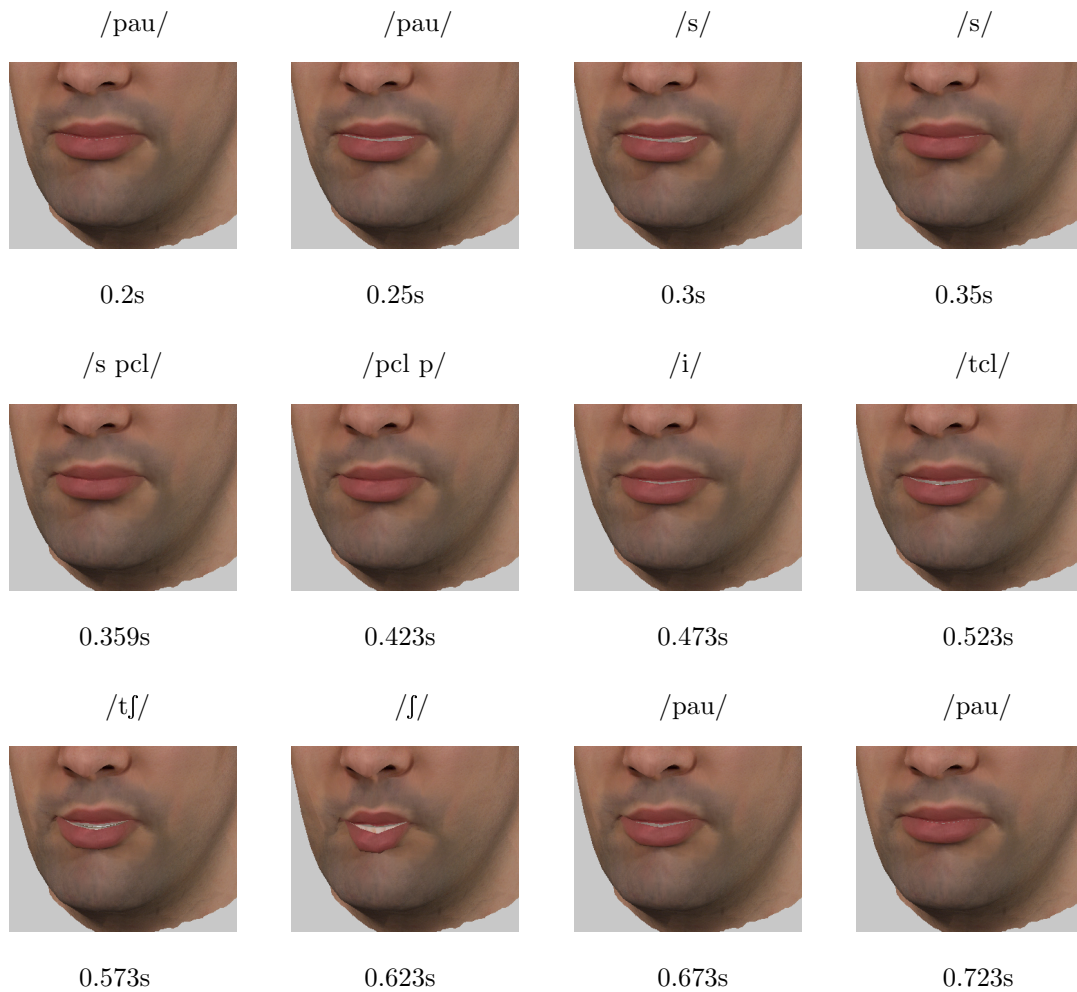 /pau/ /pau/ /s/ /s/
0.2s 0.25s 0.3s 0.35s
/s pcl/ /pcl p/ /i/ /tcl/
0.359s 0.423s 0.473s 0.523s
/tʃ/ /ʃ/ /pau/ /pau/
0.573s 0.623s 0.673s 0.723s